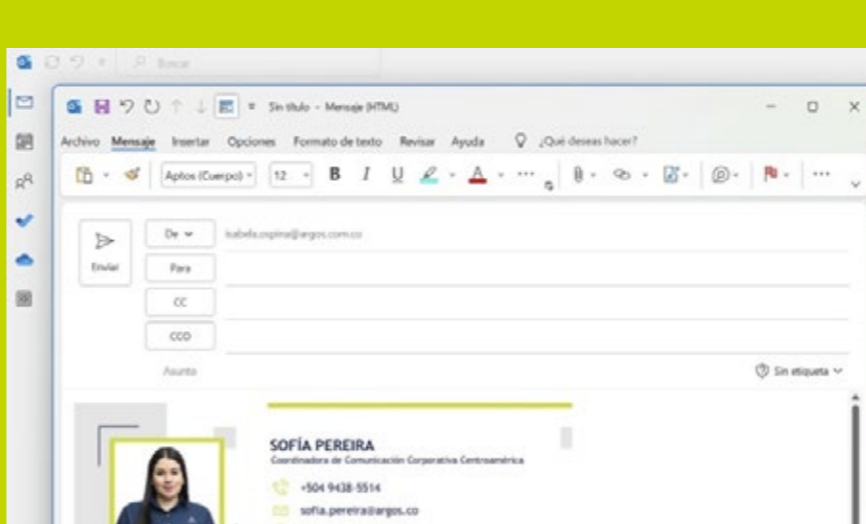 Buscar
Sin título - Mensaje (HTML)
Archivo Mensaje Insertar Opciones Formato de texto Revisar Ayuda ¿Qué deseas hacer?
Aptos (Cuerpo) 12 B I U A
De isabela.ospina@argos.com.co
Enviar Para
CC
CCO
Asunto Sin etiqueta
SOFÍA PEREIRA
Coordinadora de Comunicación Corporativa Centroamérica
+504 9438-5514
sofia.pereira@argos.co